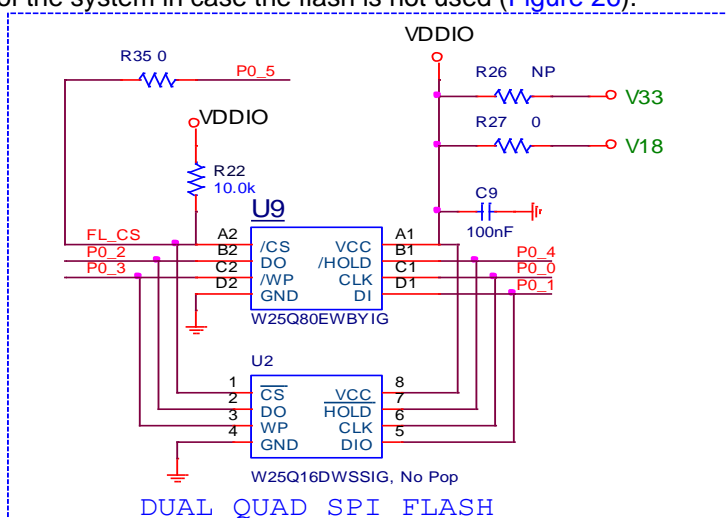 of the system in case the flash is not used (Figure 26).
VDDIO
R35 0
P0_5
R26 NP
V33
VDDIO
R27 0
V18
R22
10.0k
C9
100nF
U9
FL_CS A2 /CS VCC A1
P0_2 B2 DO /HOLD B1 P0_4
P0_3 C2 /WP CLK C1 P0_0
D2 GND DI D1 P0_1
W25Q80EWBYIG
U2
1 CS VCC 8
2 DO HOLD 7
3 WP CLK 6
4 GND DIO 5
W25Q16DWSSIG, No Pop
DUAL QUAD SPI FLASH